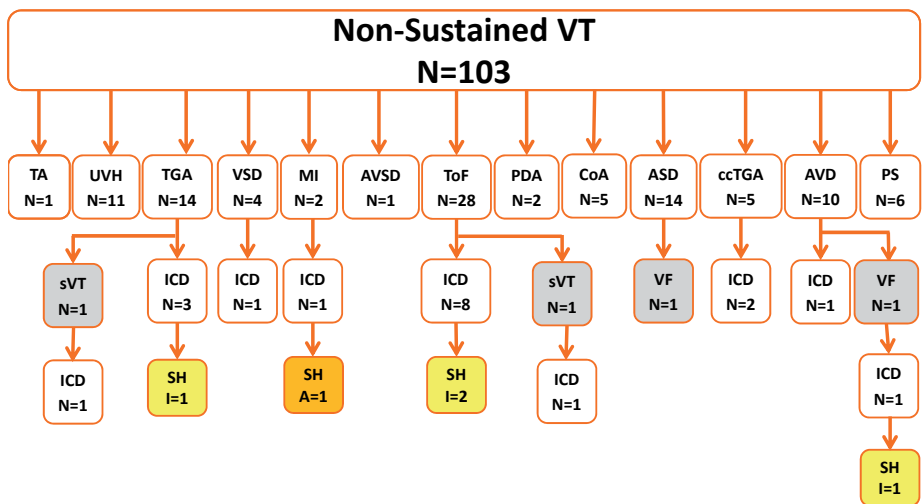 Non-Sustained VT
N=103
TA
N=1
UVH
N=11
TGA
N=14
VSD
N=4
MI
N=2
AVSD
N=1
ToF
N=28
PDA
N=2
CoA
N=5
ASD
N=14
ccTGA
N=5
AVD
N=10
PS
N=6
sVT
N=1
ICD
N=3
ICD
N=1
ICD
N=1
ICD
N=8
sVT
N=1
VF
N=1
ICD
N=2
ICD
N=1
VF
N=1
ICD
N=1
SH
I=1
SH
A=1
SH
I=2
ICD
N=1
ICD
N=1
SH
I=1